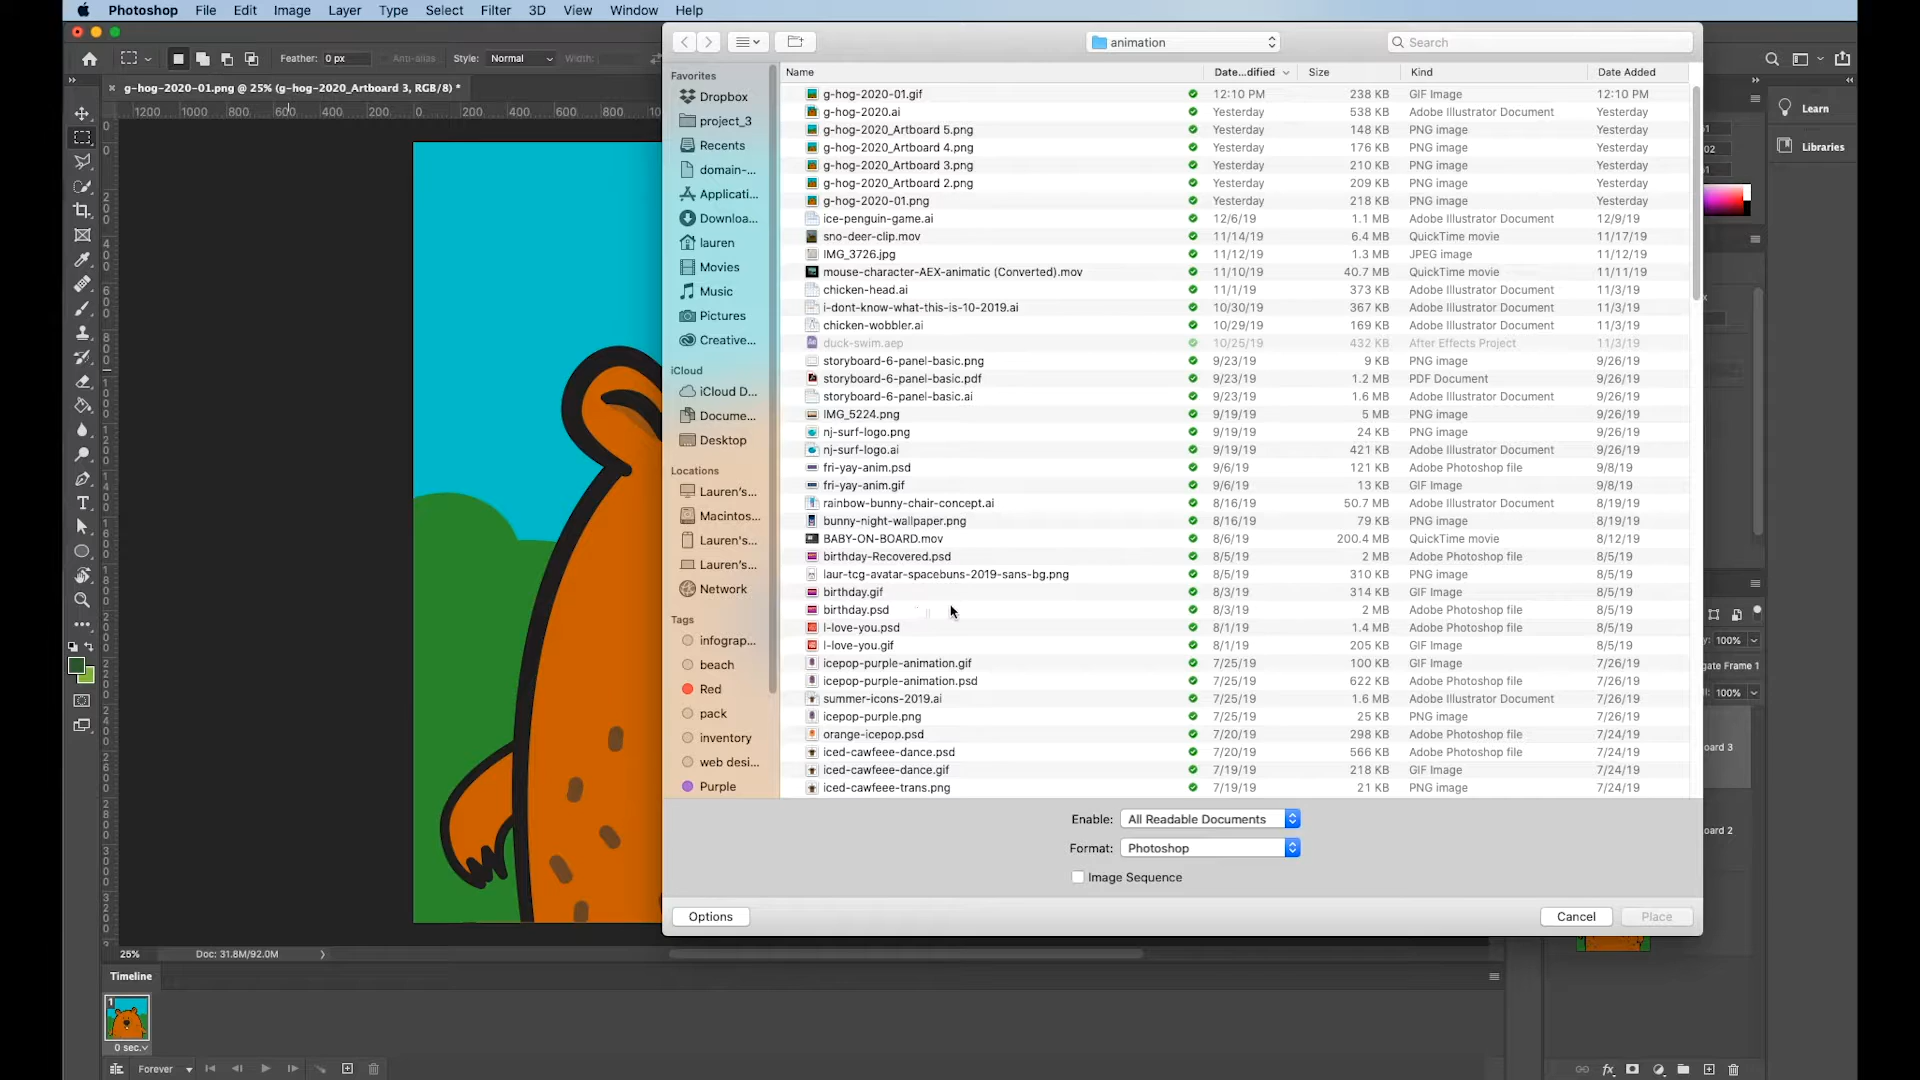 Photoshop File Edit Image Layer Type Select Filter 3D View Window Help
Feather: 0 px Anti-alias Style: Normal Width:
g-hog-2020-01.png @ 25% (g-hog-2020_Artboard 3, RGB/8) *
1200 1000 800 600 400 200 0 200 400 600 800
animation
Search
Favorites
Dropbox
project_3
Recents
domain-...
Applicati...
Downloa...
lauren
Movies
Music
Pictures
Creative...
iCloud
iCloud D...
Docume...
Desktop
Locations
Lauren's...
Macintos...
Lauren's...
Lauren's...
Network
Tags
infograp...
beach
Red
pack
inventory
web desi...
Purple
Name Date...dified Size Kind Date Added
g-hog-2020-01.gif 12:10 PM 238 KB GIF Image 12:10 PM
g-hog-2020.ai Yesterday 538 KB Adobe Illustrator Document Yesterday
g-hog-2020_Artboard 5.png Yesterday 148 KB PNG image Yesterday
g-hog-2020_Artboard 4.png Yesterday 176 KB PNG image Yesterday
g-hog-2020_Artboard 3.png Yesterday 210 KB PNG image Yesterday
g-hog-2020_Artboard 2.png Yesterday 209 KB PNG image Yesterday
g-hog-2020-01.png Yesterday 218 KB PNG image Yesterday
ice-penguin-game.ai 12/6/19 1.1 MB Adobe Illustrator Document 12/9/19
sno-deer-clip.mov 11/14/19 6.4 MB QuickTime movie 11/17/19
IMG_3726.jpg 11/12/19 1.3 MB JPEG image 11/12/19
mouse-character-AEX-animatic (Converted).mov 11/10/19 40.7 MB QuickTime movie 11/11/19
chicken-head.ai 11/1/19 373 KB Adobe Illustrator Document 11/3/19
i-dont-know-what-this-is-10-2019.ai 10/30/19 367 KB Adobe Illustrator Document 11/3/19
chicken-wobbler.ai 10/29/19 169 KB Adobe Illustrator Document 11/3/19
duck-swim.aep 10/25/19 432 KB After Effects Project 11/3/19
storyboard-6-panel-basic.png 9/23/19 9 KB PNG image 9/26/19
storyboard-6-panel-basic.pdf 9/23/19 1.2 MB PDF Document 9/26/19
storyboard-6-panel-basic.ai 9/23/19 1.6 MB Adobe Illustrator Document 9/26/19
IMG_5224.png 9/19/19 5 MB PNG image 9/26/19
nj-surf-logo.png 9/19/19 24 KB PNG image 9/26/19
nj-surf-logo.ai 9/19/19 421 KB Adobe Illustrator Document 9/26/19
fri-yay-anim.psd 9/6/19 121 KB Adobe Photoshop file 9/8/19
fri-yay-anim.gif 9/6/19 13 KB GIF Image 9/8/19
rainbow-bunny-chair-concept.ai 8/16/19 50.7 MB Adobe Illustrator Document 8/19/19
bunny-night-wallpaper.png 8/16/19 79 KB PNG image 8/19/19
BABY-ON-BOARD.mov 8/6/19 200.4 MB QuickTime movie 8/12/19
birthday-Recovered.psd 8/5/19 2 MB Adobe Photoshop file 8/5/19
laur-tcg-avatar-spacebuns-2019-sans-bg.png 8/5/19 310 KB PNG image 8/5/19
birthday.gif 8/3/19 314 KB GIF Image 8/5/19
birthday.psd 8/3/19 2 MB Adobe Photoshop file 8/5/19
I-love-you.psd 8/1/19 1.4 MB Adobe Photoshop file 8/5/19
I-love-you.gif 8/1/19 205 KB GIF Image 8/5/19
icepop-purple-animation.gif 7/25/19 100 KB GIF Image 7/26/19
icepop-purple-animation.psd 7/25/19 622 KB Adobe Photoshop file 7/26/19
summer-icons-2019.ai 7/25/19 1.6 MB Adobe Illustrator Document 7/26/19
icepop-purple.png 7/25/19 25 KB PNG image 7/26/19
orange-icepop.psd 7/20/19 298 KB Adobe Photoshop file 7/24/19
iced-cawfeee-dance.psd 7/20/19 566 KB Adobe Photoshop file 7/24/19
iced-cawfeee-dance.gif 7/19/19 218 KB GIF Image 7/24/19
iced-cawfeee-trans.png 7/19/19 21 KB PNG image 7/24/19
Enable: All Readable Documents
Format: Photoshop
Image Sequence
Options Cancel Place
Learn
Libraries
100%
gate Frame 1
100%
oard 3
oard 2
25% Doc: 31.8M/92.0M
Timeline
1
0 sec.
Forever
fx